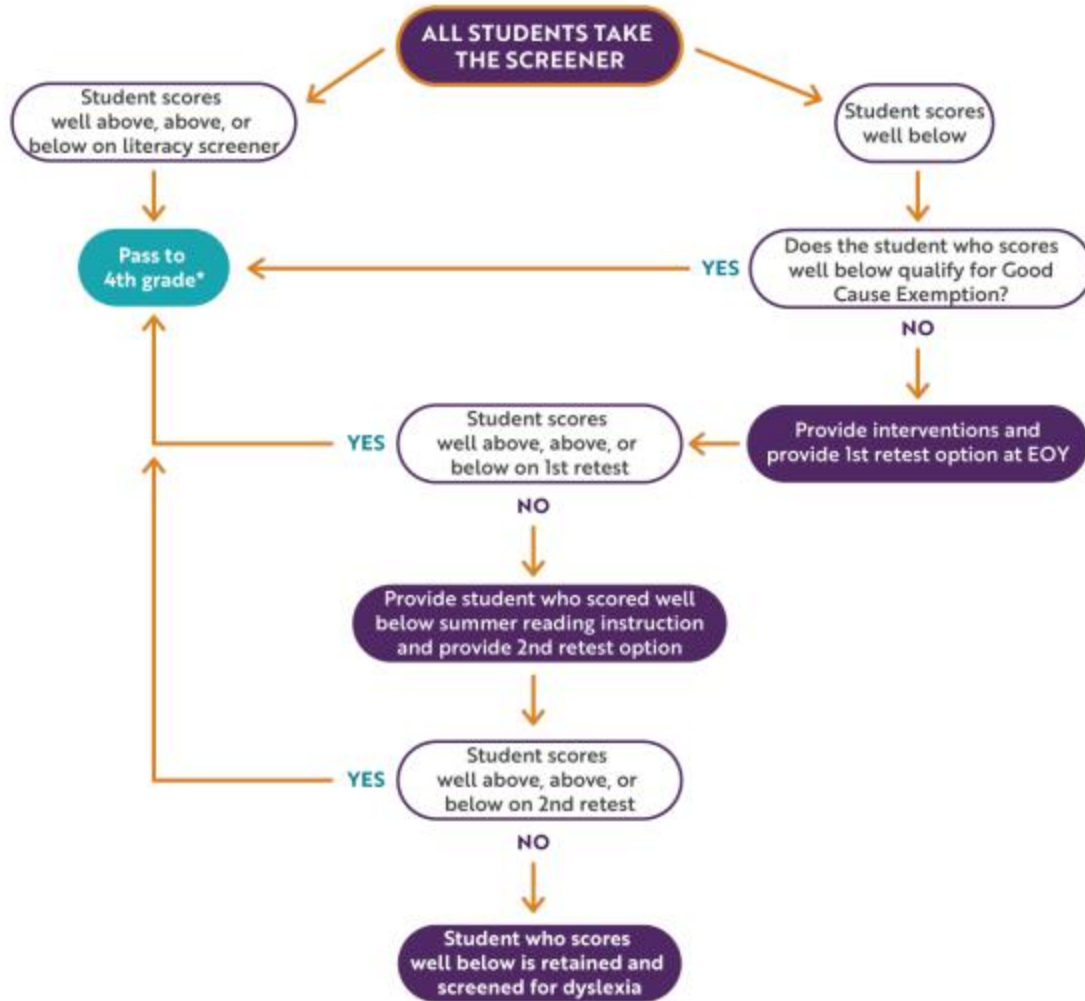 ALL STUDENTS TAKE
THE SCREENER
Student scores
well above, above, or
below on literacy screener
Student scores
well below
Pass to
4th grade*
YES
Does the student who scores
well below qualify for Good
Cause Exemption?
NO
Provide interventions and
provide 1st retest option at EOY
Student scores
well above, above, or
below on 1st retest
YES
NO
Provide student who scored well
below summer reading instruction
and provide 2nd retest option
Student scores
well above, above, or
below on 2nd retest
YES
NO
Student who scores
well below is retained and
screened for dyslexia